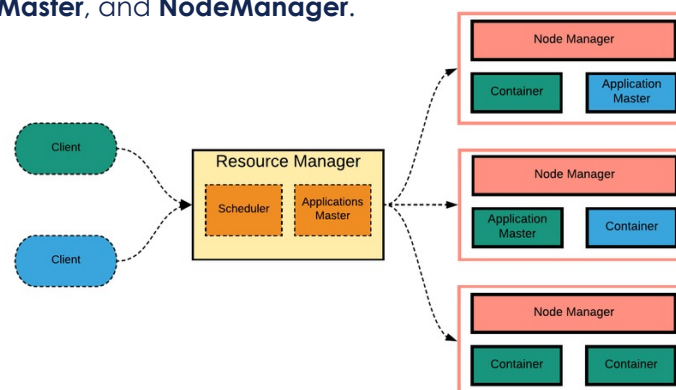 Master, and NodeManager.
Client
Client
Resource Manager
Scheduler
Applications
Master
Node Manager
Container
Application
Master
Node Manager
Application
Master
Container
Node Manager
Container
Container